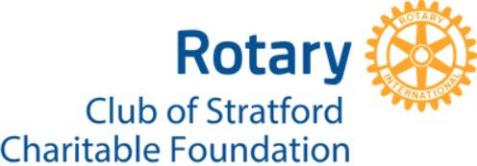 Rotary
Club of Stratford
Charitable Foundation
ROTARY
INTERNATIONAL